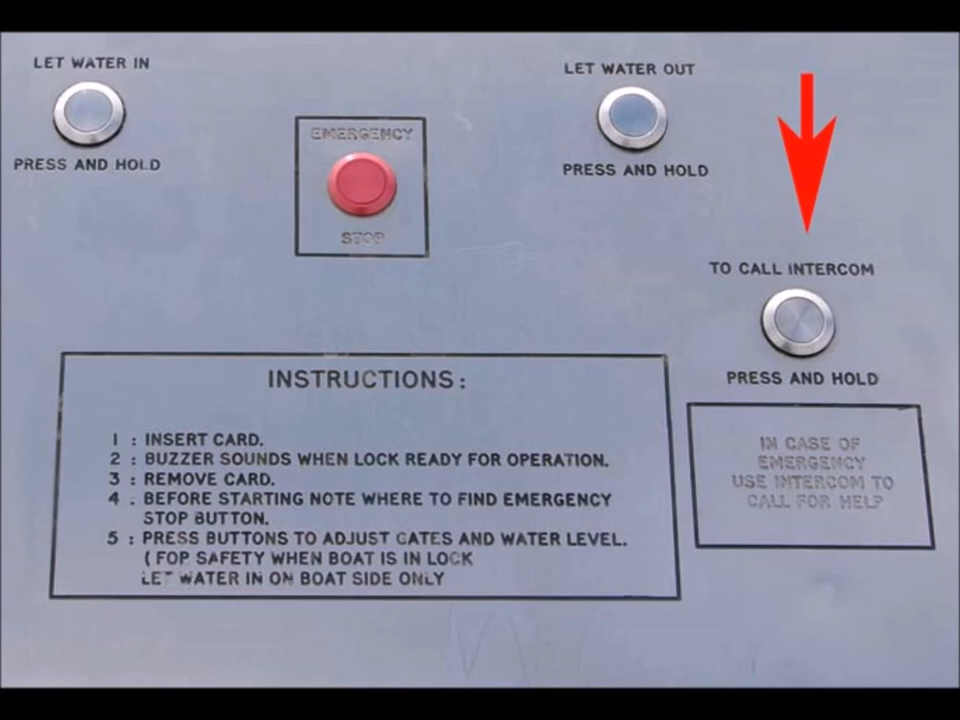 LET WATER IN
LET WATER OUT
EMERGENCY
PRESS AND HOLD
PRESS AND HOLD
STOP
TO CALL INTERCOM
PRESS AND HOLD
INSTRUCTIONS:
1 : INSERT CARD.
2 : BUZZER SOUNDS WHEN LOCK READY FOR OPERATION.
3 : REMOVE CARD.
4 : BEFORE STARTING NOTE WHERE TO FIND EMERGENCY
STOP BUTTON.
5 : PRESS BUTTONS TO ADJUST GATES AND WATER LEVEL.
(FOR SAFETY WHEN BOAT IS IN LOCK
LET WATER IN ON BOAT SIDE ONLY
IN CASE OF
EMERGENCY
USE INTERCOM TO
CALL FOR HELP